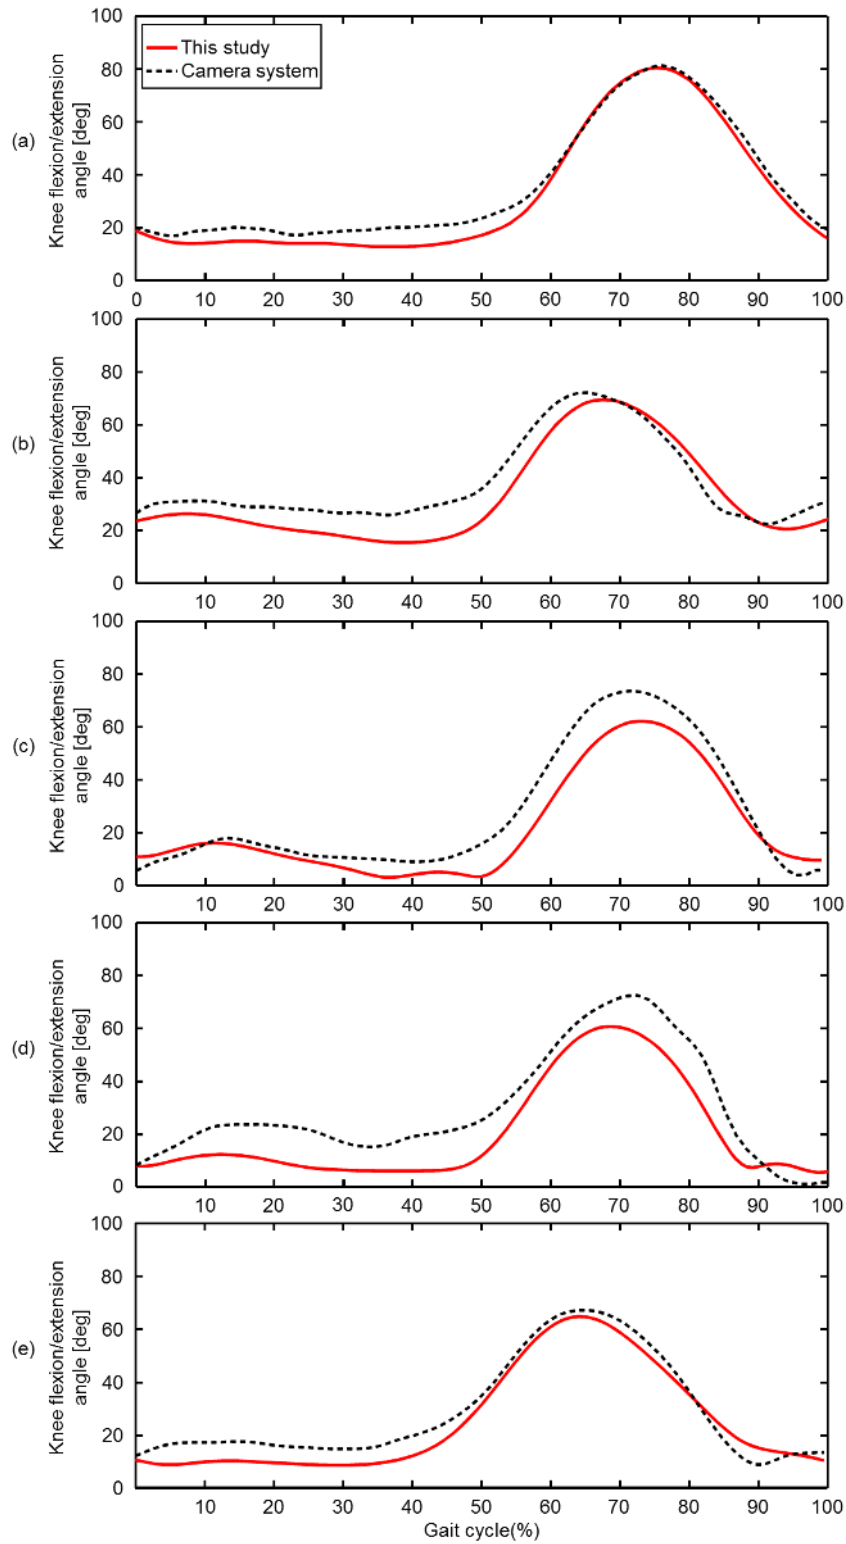 100
This study
Camera system
80
60
(a)
Knee flexion/extension
angle [deg]
40
20
0
0 10 20 30 40 50 60 70 80 90 100
100
80
60
(b)
Knee flexion/extension
angle [deg]
40
20
0
10 20 30 40 50 60 70 80 90 100
100
80
60
(c)
Knee flexion/extension
angle [deg]
40
20
0
10 20 30 40 50 60 70 80 90 100
100
80
60
(d)
Knee flexion/extension
angle [deg]
40
20
0
10 20 30 40 50 60 70 80 90 100
100
80
60
(e)
Knee flexion/extension
angle [deg]
40
20
0
10 20 30 40 50 60 70 80 90 100
Gait cycle(%)